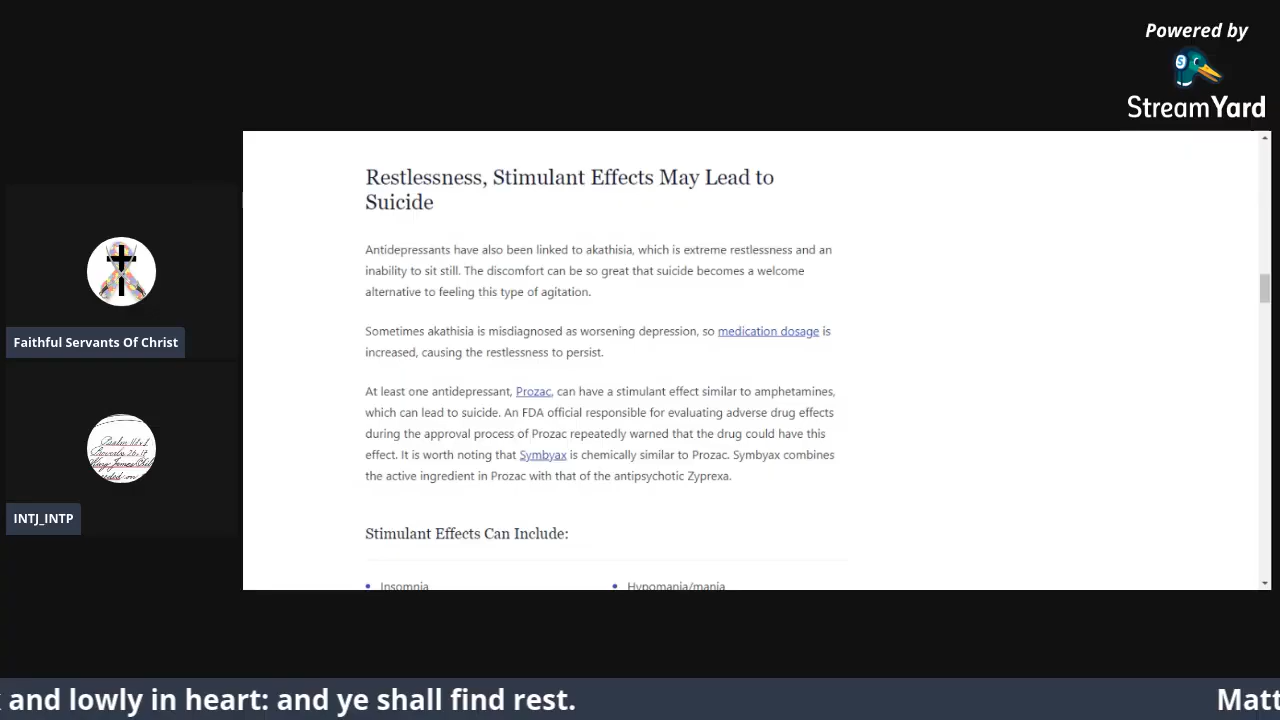 Powered by
StreamYard
Restlessness, Stimulant Effects May Lead to
Suicide
Antidepressants have also been linked to akathisia, which is extreme restlessness and an
inability to sit still. The discomfort can be so great that suicide becomes a welcome
alternative to feeling this type of agitation.
Sometimes akathisia is misdiagnosed as worsening depression, so medication dosage is
increased, causing the restlessness to persist.
At least one antidepressant, Prozac, can have a stimulant effect similar to amphetamines,
which can lead to suicide. An FDA official responsible for evaluating adverse drug effects
during the approval process of Prozac repeatedly warned that the drug could have this
effect. It is worth noting that Symbyax is chemically similar to Prozac. Symbyax combines
the active ingredient in Prozac with that of the antipsychotic Zyprexa.
Stimulant Effects Can Include:
Insomnia
Hypomania/mania
Faithful Servants Of Christ
INTJ_INTP
and lowly in heart: and ye shall find rest.
Matt